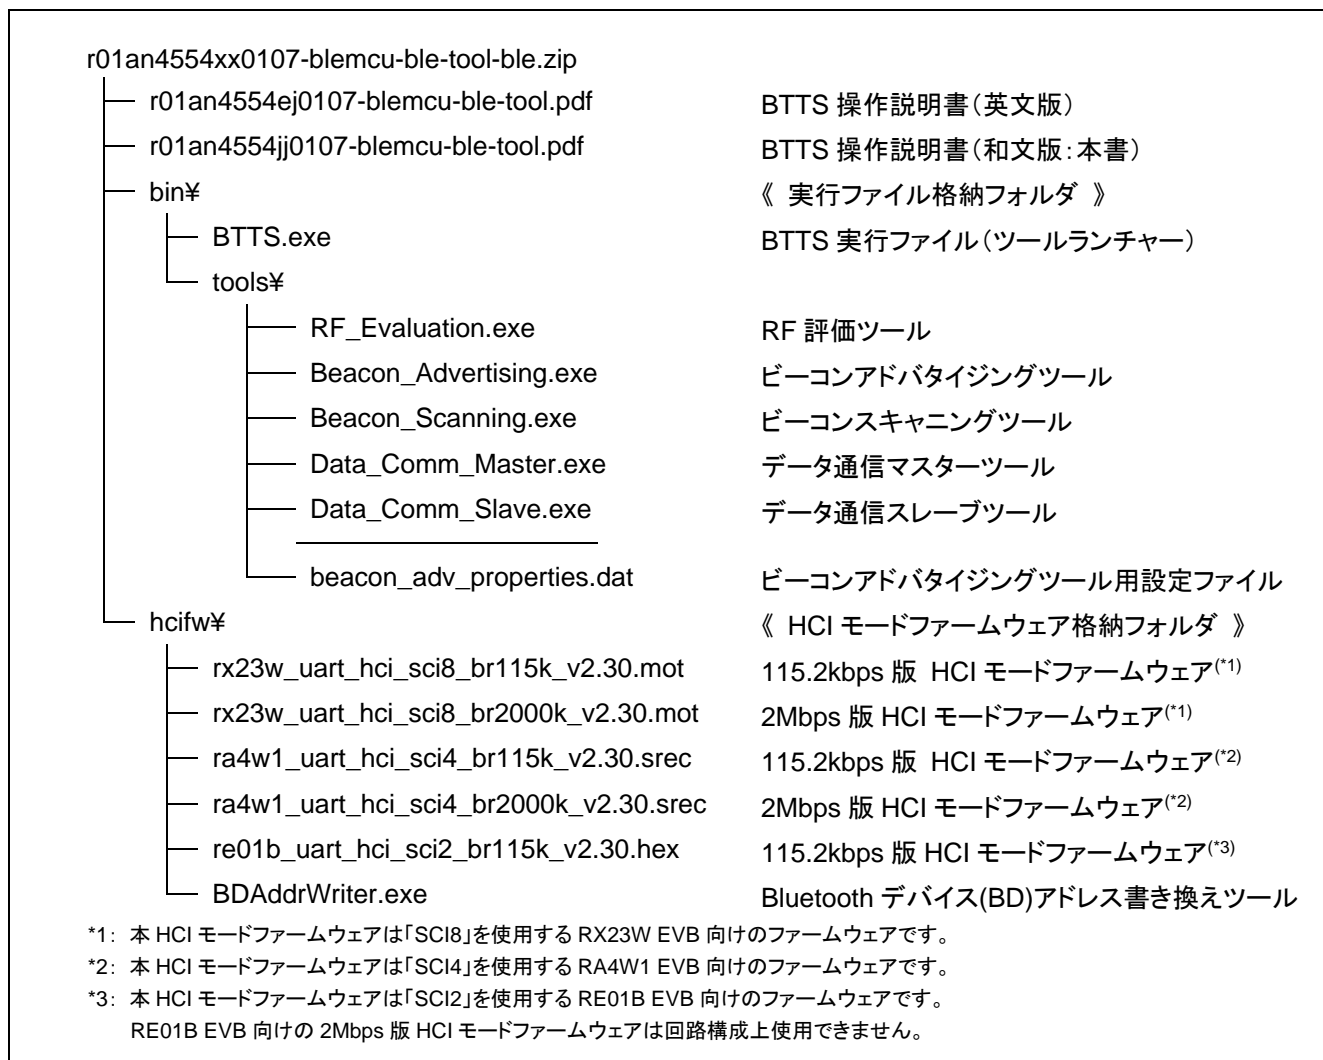 r01an4554xx0107-blemcu-ble-tool-ble.zip
r01an4554ej0107-blemcu-ble-tool.pdf BTTS 操作説明書（英文版）
r01an4554jj0107-blemcu-ble-tool.pdf BTTS 操作説明書（和文版：本書）
bin¥ 《 実行ファイル格納フォルダ 》
BTTS.exe BTTS 実行ファイル（ツールランチャー）
tools¥
RF_Evaluation.exe RF 評価ツール
Beacon_Advertising.exe ビーコンアドバタイジングツール
Beacon_Scanning.exe ビーコンスキャニングツール
Data_Comm_Master.exe データ通信マスターツール
Data_Comm_Slave.exe データ通信スレーブツール
beacon_adv_properties.dat ビーコンアドバタイジングツール用設定ファイル
hcifw¥ 《 HCI モードファームウェア格納フォルダ 》
rx23w_uart_hci_sci8_br115k_v2.30.mot 115.2kbps 版 HCI モードファームウェア(*1)
rx23w_uart_hci_sci8_br2000k_v2.30.mot 2Mbps 版 HCI モードファームウェア(*1)
ra4w1_uart_hci_sci4_br115k_v2.30.srec 115.2kbps 版 HCI モードファームウェア(*2)
ra4w1_uart_hci_sci4_br2000k_v2.30.srec 2Mbps 版 HCI モードファームウェア(*2)
re01b_uart_hci_sci2_br115k_v2.30.hex 115.2kbps 版 HCI モードファームウェア(*3)
BDAddrWriter.exe Bluetooth デバイス(BD)アドレス書き換えツール
*1： 本 HCI モードファームウェアは「SCI8」を使用する RX23W EVB 向けのファームウェアです。
*2： 本 HCI モードファームウェアは「SCI4」を使用する RA4W1 EVB 向けのファームウェアです。
*3： 本 HCI モードファームウェアは「SCI2」を使用する RE01B EVB 向けのファームウェアです。
RE01B EVB 向けの 2Mbps 版 HCI モードファームウェアは回路構成上使用できません。